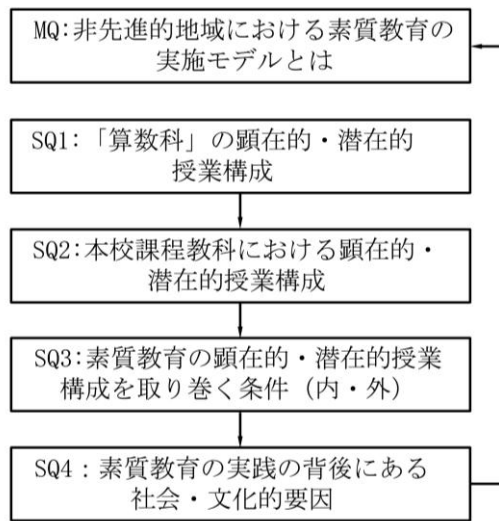 MQ:非先進的地域における素質教育の
実施モデルとは
SQ1:「算数科」の顕在的・潜在的
授業構成
SQ2:本校課程教科における顕在的・
潜在的授業構成
SQ3:素質教育の顕在的・潜在的授業
構成を取り巻く条件（内・外）
SQ4：素質教育の実践の背後にある
社会・文化的要因